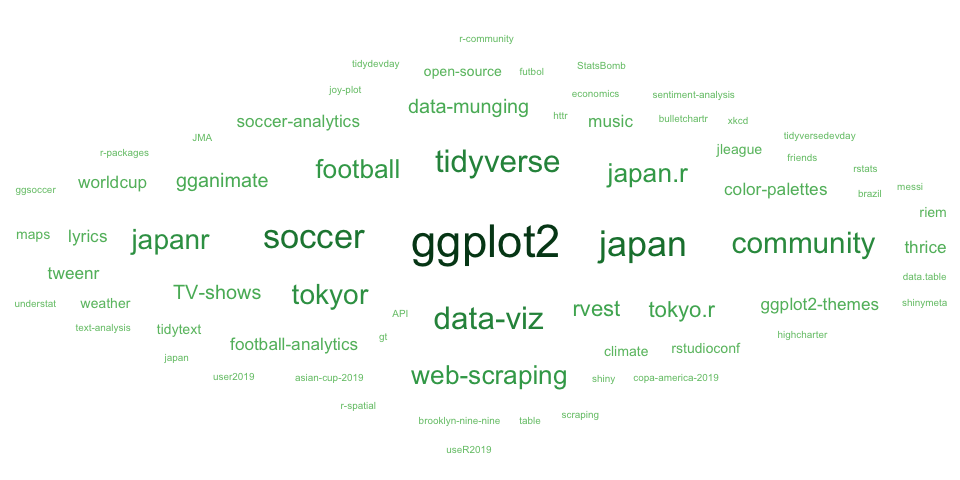 r-community
tidydevday
open-source
futbol
StatsBomb
joy-plot
data-munging
economics
sentiment-analysis
soccer-analytics
httr
music
bulletchartr
xkcd
JMA
tidyversedevday
r-packages
football
tidyverse
japan.r
jleague
friends
rstats
ggsoccer
worldcup
gganimate
color-palettes
brazil
messi
riem
maps
lyrics
japanr
soccer
ggplot2
japan
community
thrice
tweenr
data.table
understat
weather
TV-shows
tokyor
API
data-viz
rvest
tokyo.r
ggplot2-themes
shinymeta
text-analysis
tidytext
football-analytics
gt
climate
rstudioconf
highcharter
japan
user2019
asian-cup-2019
web-scraping
shiny
copa-america-2019
r-spatial
brooklyn-nine-nine
table
scraping
useR2019